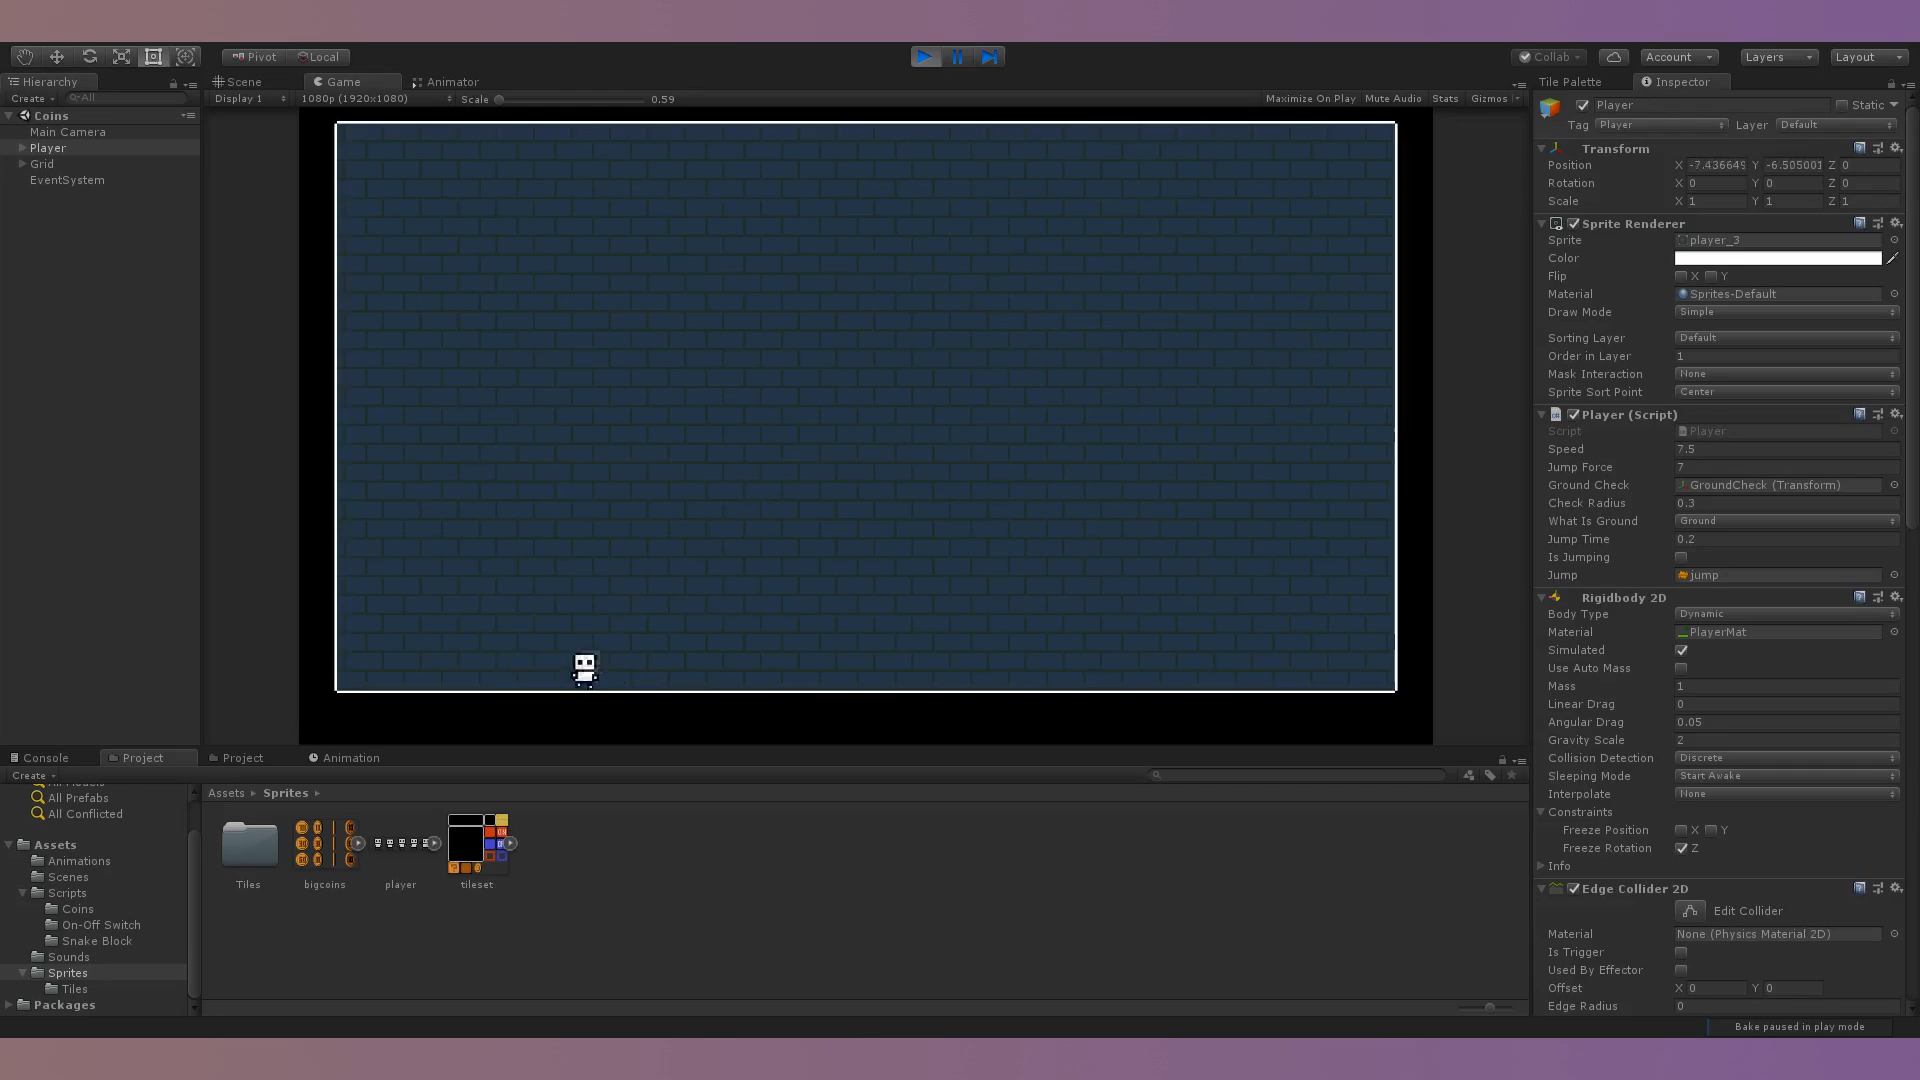 Pivot Local Collab Account Layers Layout
Hierarchy Scene Game Animator Tile Palette Inspector
Create All Display 1 1080p (1920x1080) Scale 0.59 Maximize On Play Mute Audio Stats Gizmos
Player Static
Coins
Tag Player Layer Default
Main Camera
Player
Grid
EventSystem
Transform
Position X -7.436649 Y -6.505001 Z 0
Rotation X 0 Y 0 Z 0
Scale X 1 Y 1 Z 1
Sprite Renderer
Sprite player_3
Color
Flip X Y
Material Sprites-Default
Draw Mode Simple
Sorting Layer Default
Order in Layer 1
Mask Interaction None
Sprite Sort Point Center
Player (Script)
Script Player
Speed 7.5
Jump Force 7
Ground Check GroundCheck (Transform)
Check Radius 0.3
What Is Ground Ground
Jump Time 0.2
Is Jumping
Jump jump
Rigidbody 2D
Body Type Dynamic
Material PlayerMat
Simulated
Use Auto Mass
Mass 1
Linear Drag 0
Angular Drag 0.05
Gravity Scale 2
Collision Detection Discrete
Sleeping Mode Start Awake
Interpolate None
Constraints
Freeze Position X Y
Freeze Rotation Z
Info
Edge Collider 2D
Edit Collider
Material None (Physics Material 2D)
Is Trigger
Used By Effector
Offset X 0 Y 0
Edge Radius 0
Console Project Project Animation
Create
All Prefabs
All Conflicted
Assets
Animations
Scenes
Scripts
Coins
On-Off Switch
Snake Block
Sounds
Sprites
Tiles
Packages
Assets Sprites
Tiles bigcoins player tileset
Bake paused in play mode